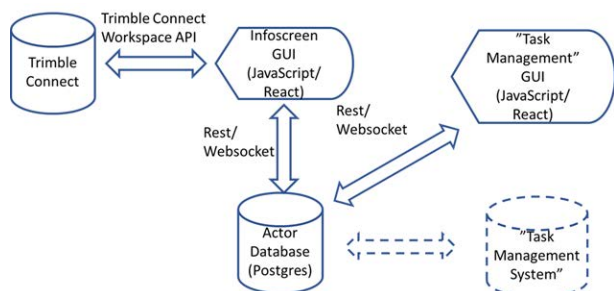 Trimble Connect
Workspace API
Trimble
Connect
Infoscreen
GUI
(JavaScript/
React)
”Task
Management”
GUI
(JavaScript/
React)
Rest/
Websocket
Rest/
Websocket
Actor
Database
(Postgres)
”Task
Management
System”